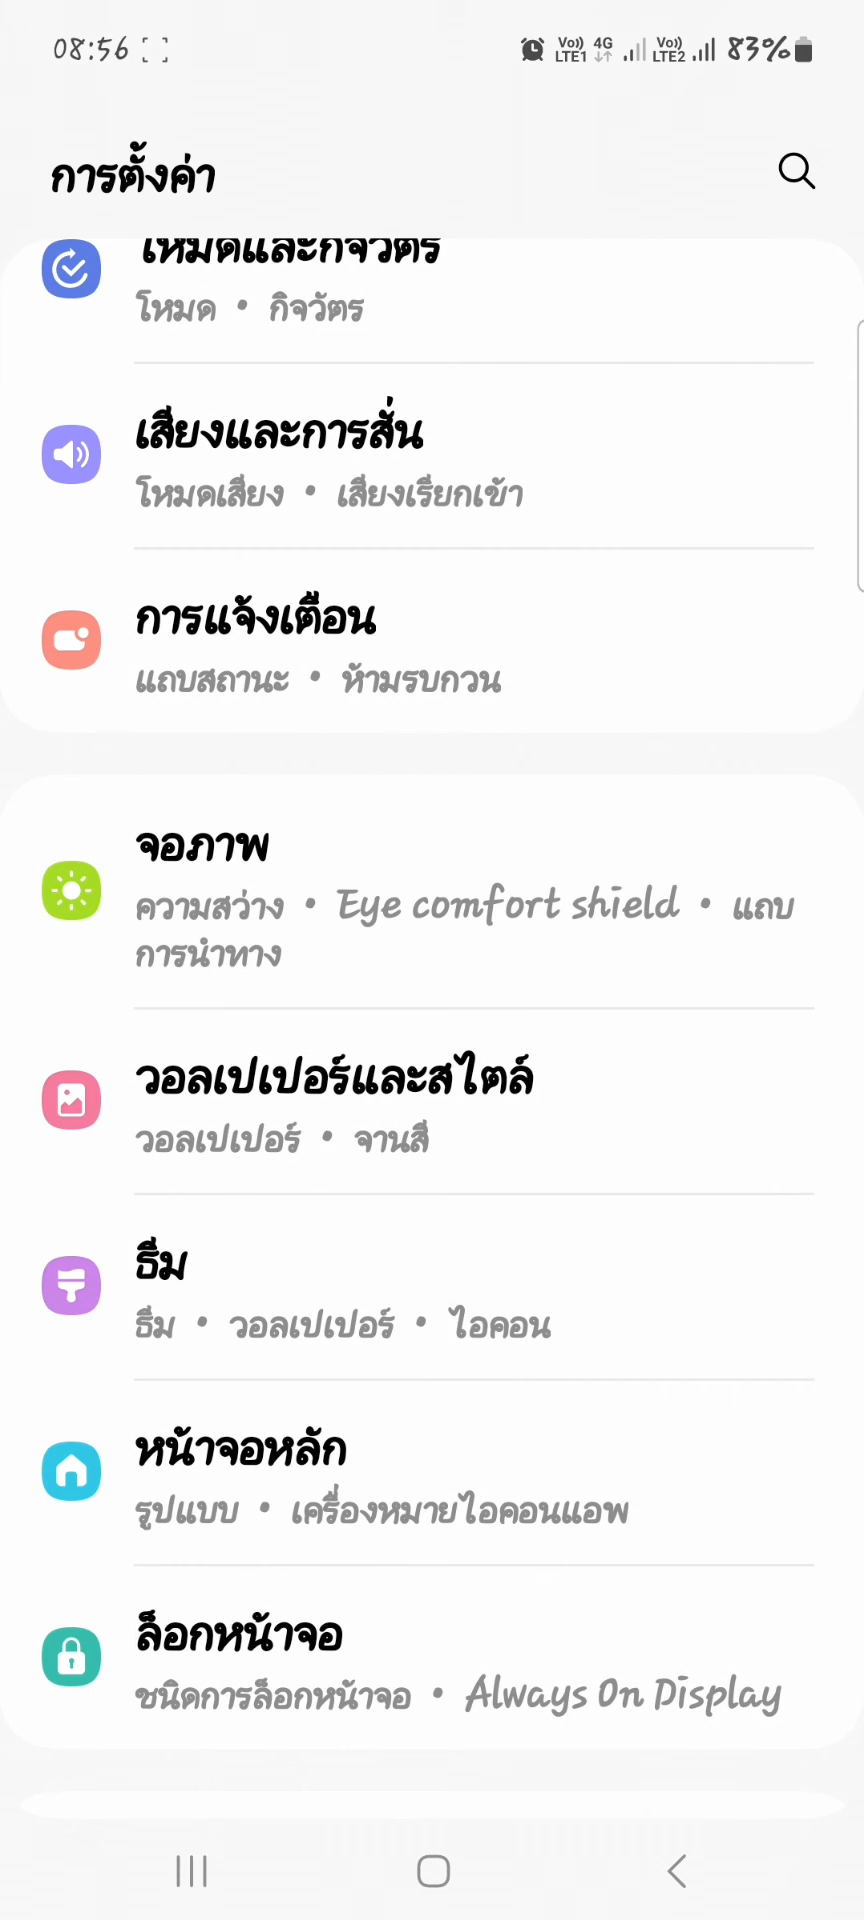 08:56
Vo)) LTE1 4G Vo)) LTE2 83%
การตั้งค่า
โหมดและกิจวัตร
โหมด • กิจวัตร
เสียงและการสั่น
โหมดเสียง • เสียงเรียกเข้า
การแจ้งเตือน
แถบสถานะ • ห้ามรบกวน
จอภาพ
ความสว่าง • Eye comfort shield • แถบ
การนำทาง
วอลเปเปอร์และสไตล์
วอลเปเปอร์ • จานสี
ธีม
ธีม • วอลเปเปอร์ • ไอคอน
หน้าจอหลัก
รูปแบบ • เครื่องหมายไอคอนแอพ
ล็อกหน้าจอ
ชนิดการล็อกหน้าจอ • Always On Display